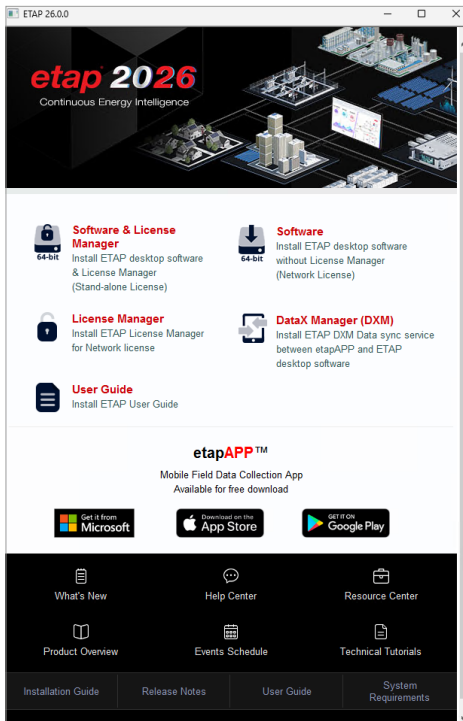 ETAP 26.0.0
etap 2026
Continuous Energy Intelligence
64-bit
Software & License
Manager
Install ETAP desktop software
& License Manager
(Stand-alone License)
64-bit
Software
Install ETAP desktop software
without License Manager
(Network License)
License Manager
Install ETAP License Manager
for Network license
DataX Manager (DXM)
Install ETAP DXM Data sync service
between etapAPP and ETAP
desktop software
User Guide
Install ETAP User Guide
etapAPP™
Mobile Field Data Collection App
Available for free download
Get it from
Microsoft
Download on the
App Store
GET IT ON
Google Play
What's New
Help Center
Resource Center
Product Overview
Events Schedule
Technical Tutorials
Installation Guide
Release Notes
User Guide
System
Requirements